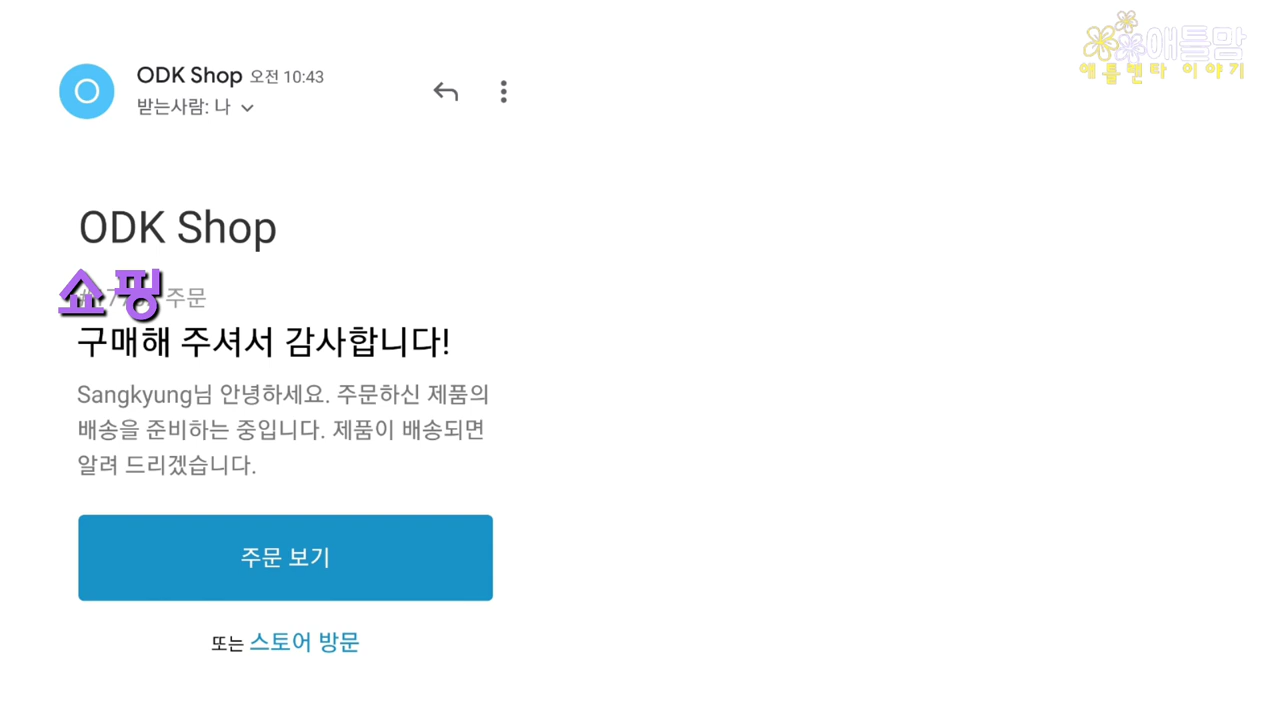 애틀맘
애틀벤타 이야기
O
ODK Shop 오전 10:43
받는사람: 나
ODK Shop
쇼핑
주문
구매해 주셔서 감사합니다!
Sangkyung님 안녕하세요. 주문하신 제품의
배송을 준비하는 중입니다. 제품이 배송되면
알려 드리겠습니다.
주문 보기
또는 스토어 방문